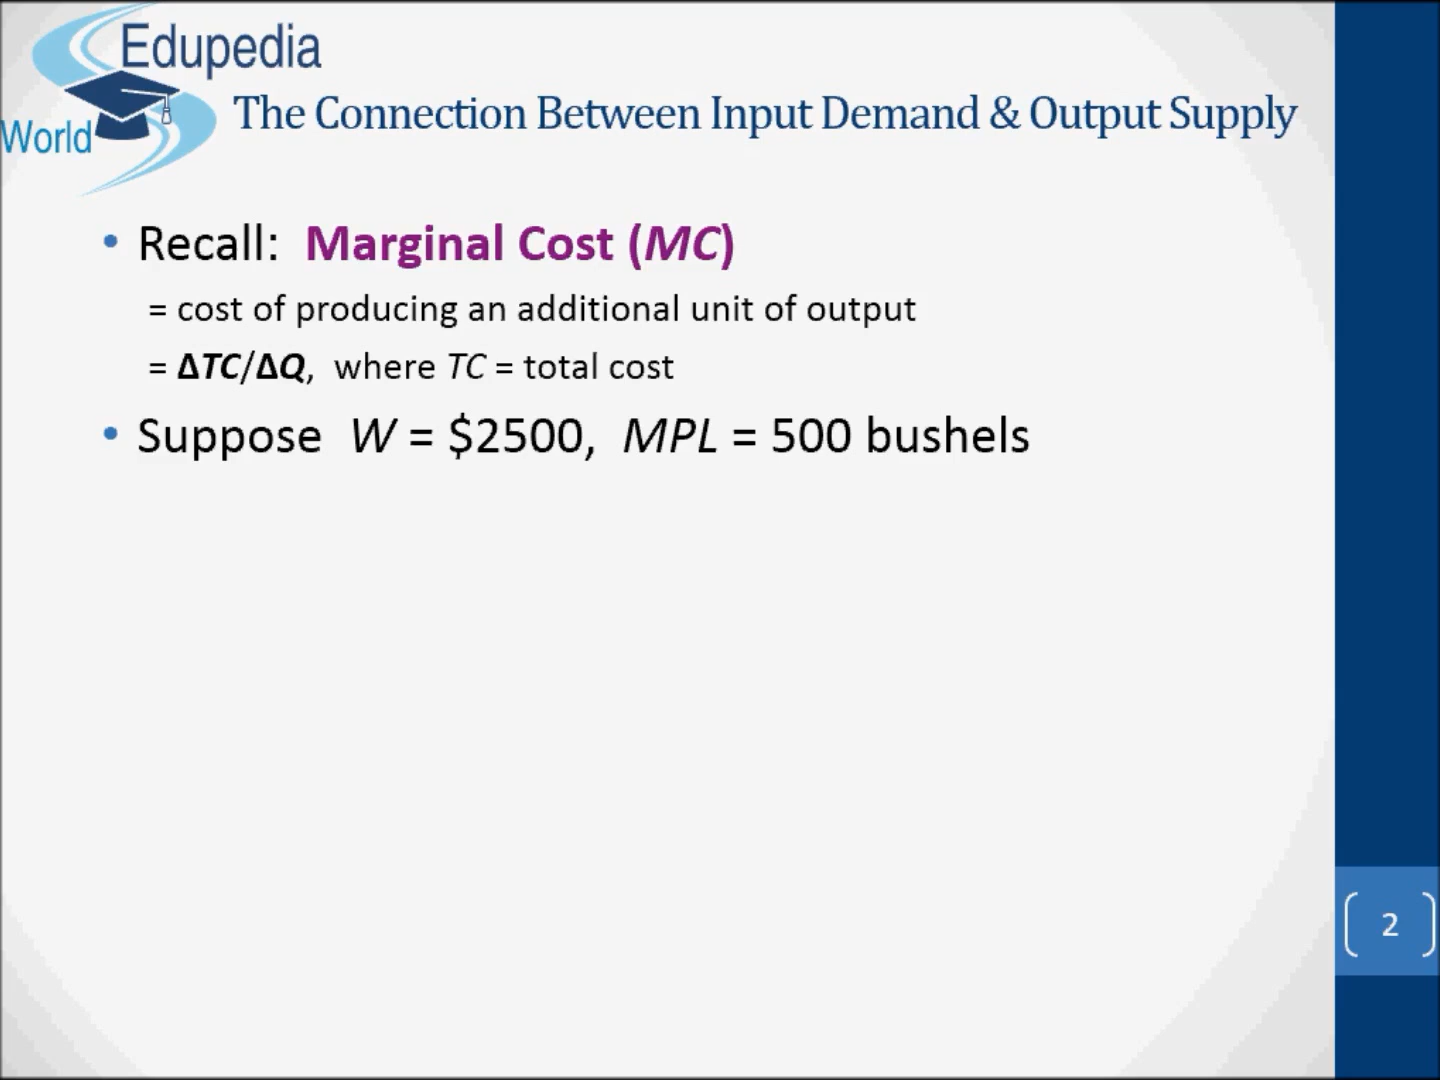 Edupedia
World
The Connection Between Input Demand & Output Supply
• Recall: Marginal Cost (MC)
= cost of producing an additional unit of output
= ΔTC/ΔQ, where TC = total cost
• Suppose W = $2500, MPL = 500 bushels
2